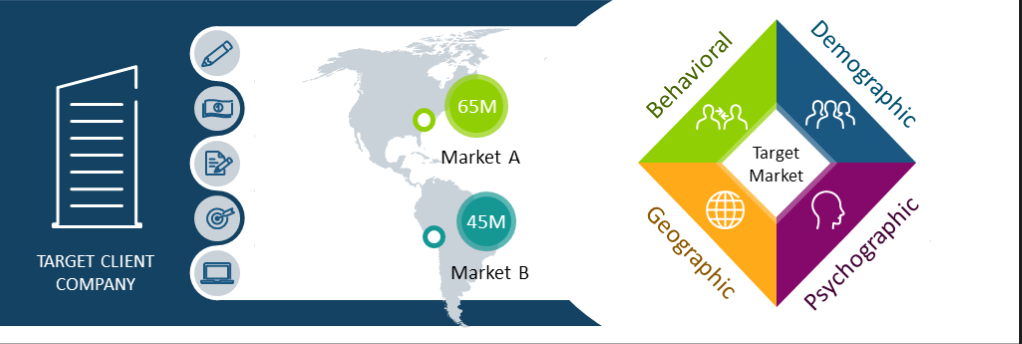 TARGET CLIENT
COMPANY
65M
Market A
45M
Market B
Behavioral
Demographic
Target
Market
Geographic
Psychographic